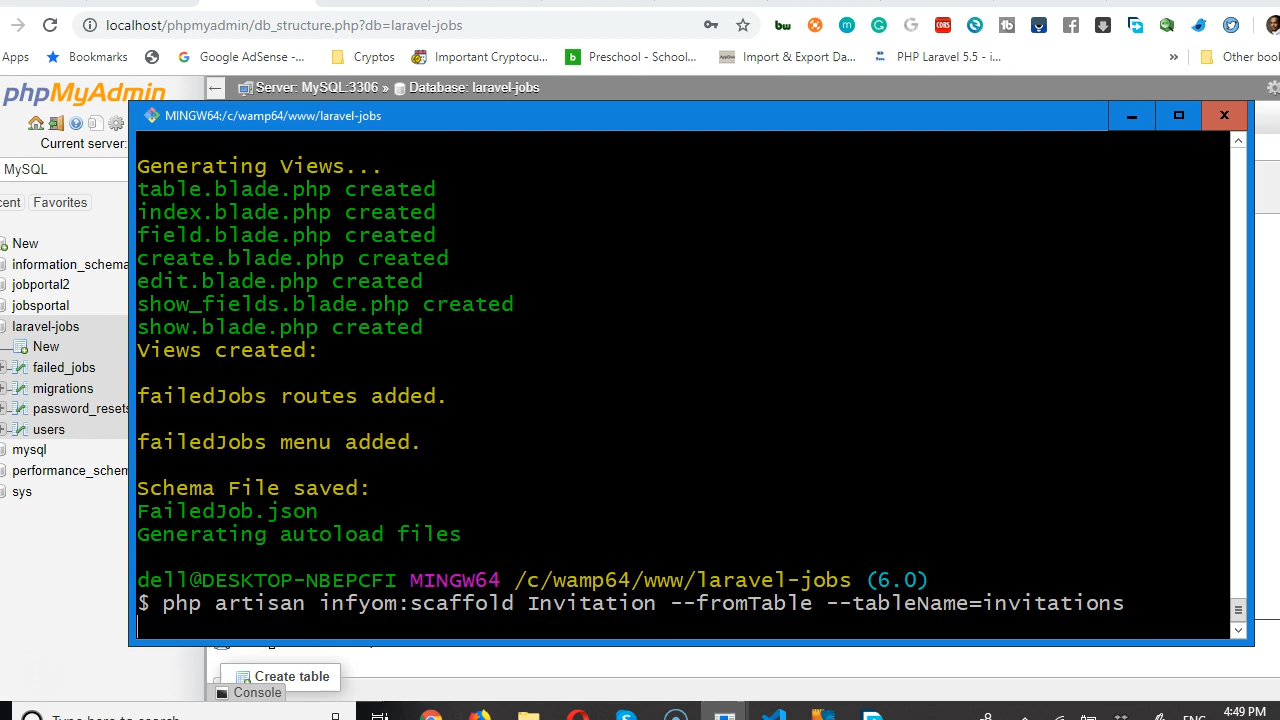 localhost/phpmyadmin/db_structure.php?db=laravel-jobs
Apps
Bookmarks
Google AdSense -...
Cryptos
Important Cryptocu...
Preschool - School...
Import & Export Da...
PHP Laravel 5.5 - i...
»
Other book
phpMyAdmin
Server: MySQL:3306 » Database: laravel-jobs
Current server:
MySQL
cent
Favorites
New
information_schema
jobportal2
jobsportal
laravel-jobs
New
failed_jobs
migrations
password_resets
users
mysql
performance_schem
sys
MINGW64:/c/wamp64/www/laravel-jobs
Generating Views...
table.blade.php created
index.blade.php created
field.blade.php created
create.blade.php created
edit.blade.php created
show_fields.blade.php created
show.blade.php created
Views created:
failedJobs routes added.
failedJobs menu added.
Schema File saved:
FailedJob.json
Generating autoload files
dell@DESKTOP-NBEPCFI MINGW64 /c/wamp64/www/laravel-jobs (6.0)
$ php artisan infyom:scaffold Invitation --fromTable --tableName=invitations
Create table
Console
Type here to search
ENG
4:49 PM